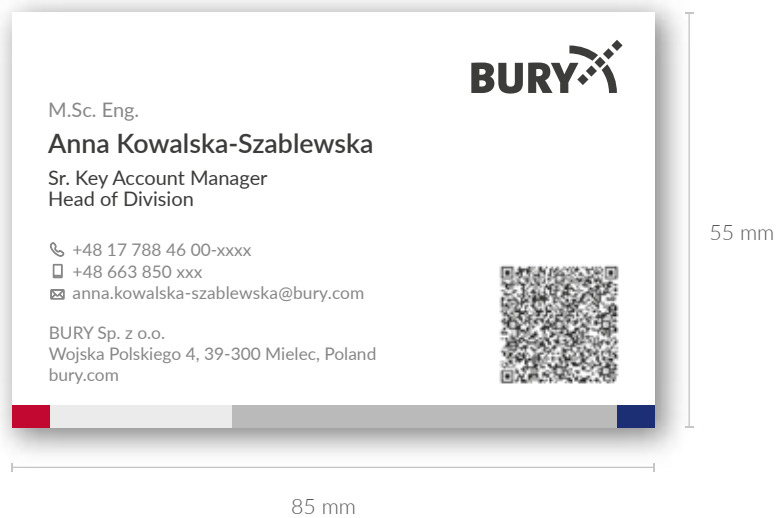 BURY
M.Sc. Eng.
Anna Kowalska-Szablewska
Sr. Key Account Manager
Head of Division
+48 17 788 46 00-xxxx
+48 663 850 xxx
anna.kowalska-szablewska@bury.com
BURY Sp. z o.o.
Wojska Polskiego 4, 39-300 Mielec, Poland
bury.com
55 mm
85 mm